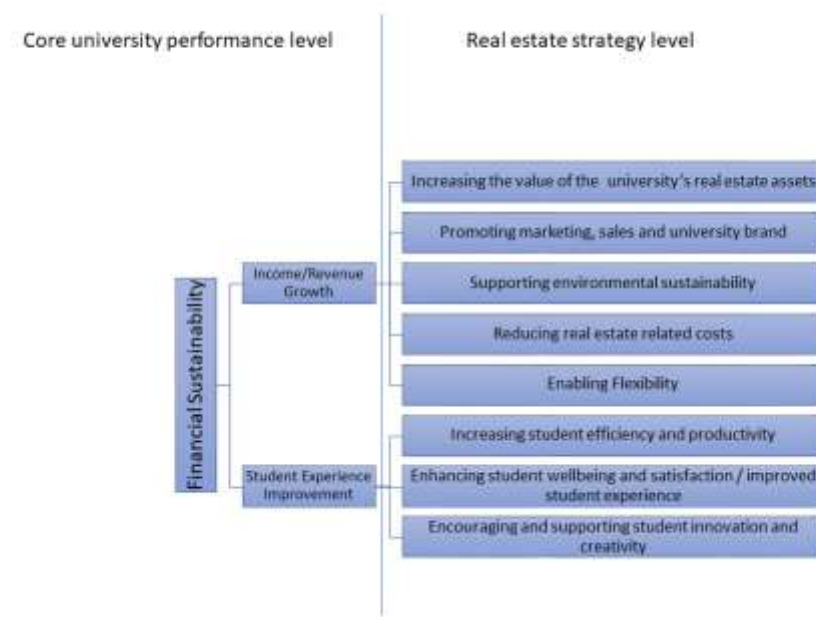 Core university performance level
Real estate strategy level
Financial Sustainability
Income/Revenue
Growth
Student Experience
Improvement
Increasing the value of the university's real estate assets
Promoting marketing, sales and university brand
Supporting environmental sustainability
Reducing real estate related costs
Enabling Flexibility
Increasing student efficiency and productivity
Enhancing student wellbeing and satisfaction / improved
student experience
Encouraging and supporting student innovation and
creativity